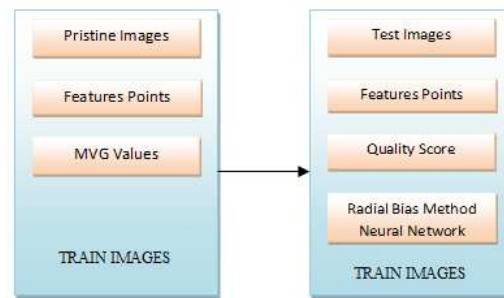 Pristine Images
Features Points
MVG Values
TRAIN IMAGES
Test Images
Features Points
Quality Score
Radial Bias Method
Neural Network
TRAIN IMAGES